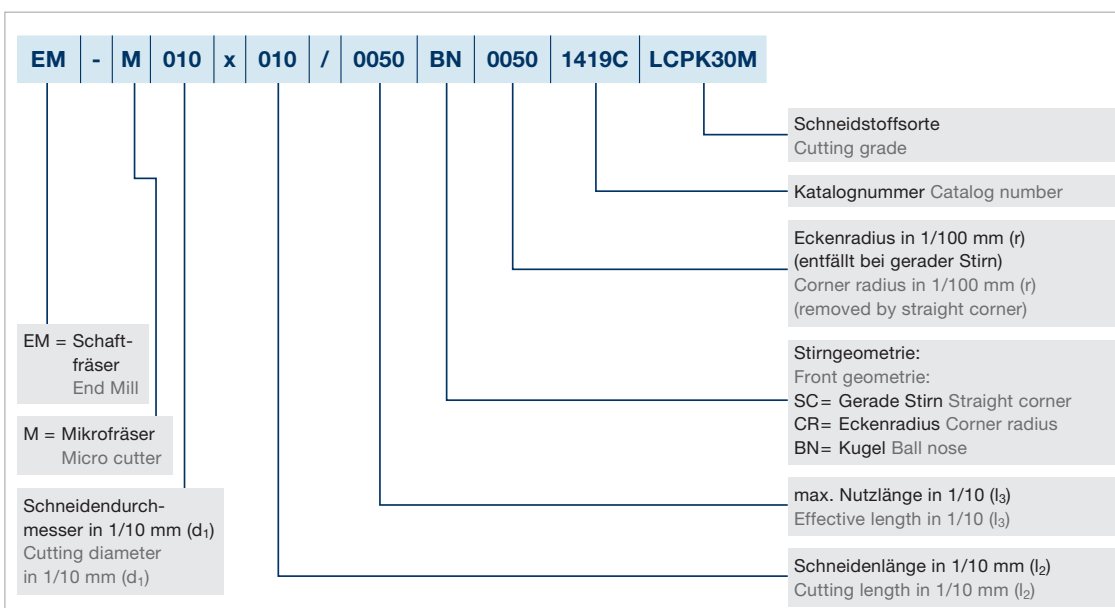 EM - M 010 x 010 / 0050 BN 0050 1419C LCPK30M
Schneidstoffsorte
Cutting grade
Katalognummer Catalog number
Eckenradius in 1/100 mm (r)
(entfällt bei gerader Stirn)
Corner radius in 1/100 mm (r)
(removed by straight corner)
EM = Schaft-
fräser
End Mill
Stirngeometrie:
Front geometrie:
SC= Gerade Stirn Straight corner
CR= Eckenradius Corner radius
BN= Kugel Ball nose
M = Mikrofräser
Micro cutter
Schneidendurch-
messer in 1/10 mm (d₁)
Cutting diameter
in 1/10 mm (d₁)
max. Nutzlänge in 1/10 (l₃)
Effective length in 1/10 (l₃)
Schneidenlänge in 1/10 mm (l₂)
Cutting length in 1/10 mm (l₂)